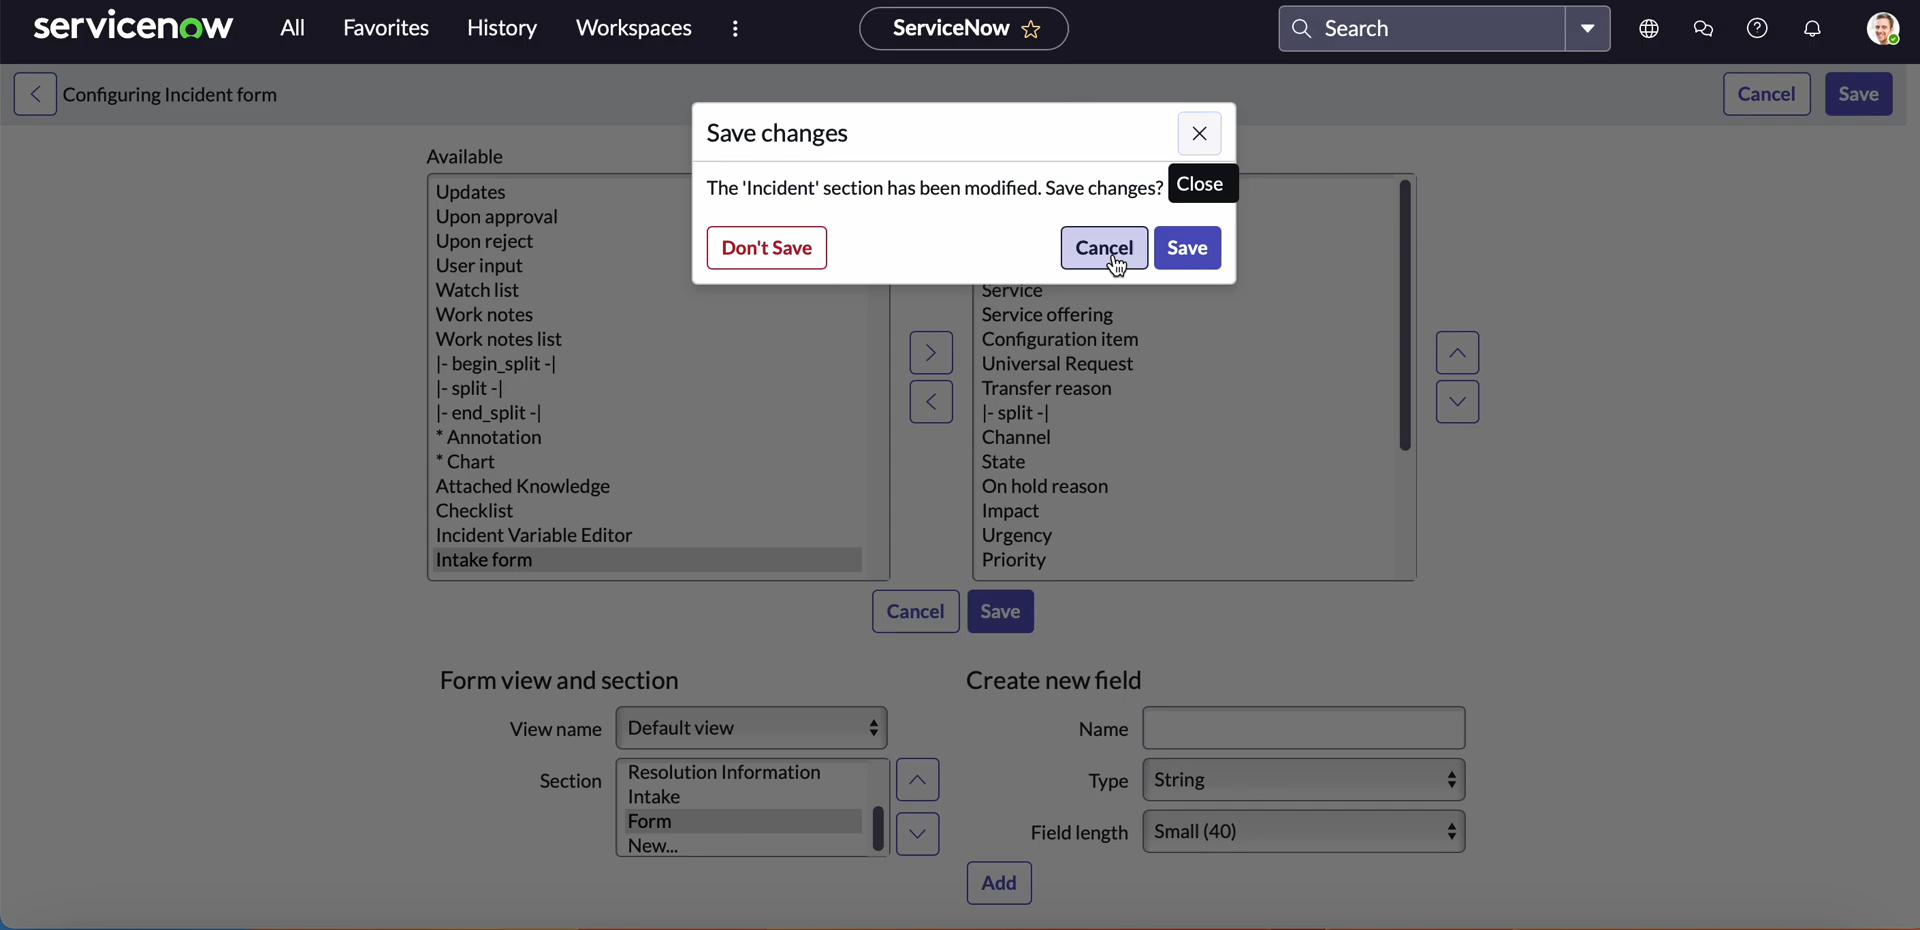 servicenow
All
Favorites
History
Workspaces
ServiceNow
Search
Configuring Incident form
Cancel
Save
Save changes
The 'Incident' section has been modified. Save changes?
Close
Don't Save
Cancel
Save
Available
Updates
Upon approval
Upon reject
User input
Watch list
Work notes
Work notes list
|- begin_split -|
|- split -|
|- end_split -|
* Annotation
* Chart
Attached Knowledge
Checklist
Incident Variable Editor
Intake form
Service
Service offering
Configuration item
Universal Request
Transfer reason
|- split -|
Channel
State
On hold reason
Impact
Urgency
Priority
Cancel
Save
Form view and section
View name
Default view
Section
Resolution Information
Intake
Form
New...
Create new field
Name
Type
String
Field length
Small (40)
Add